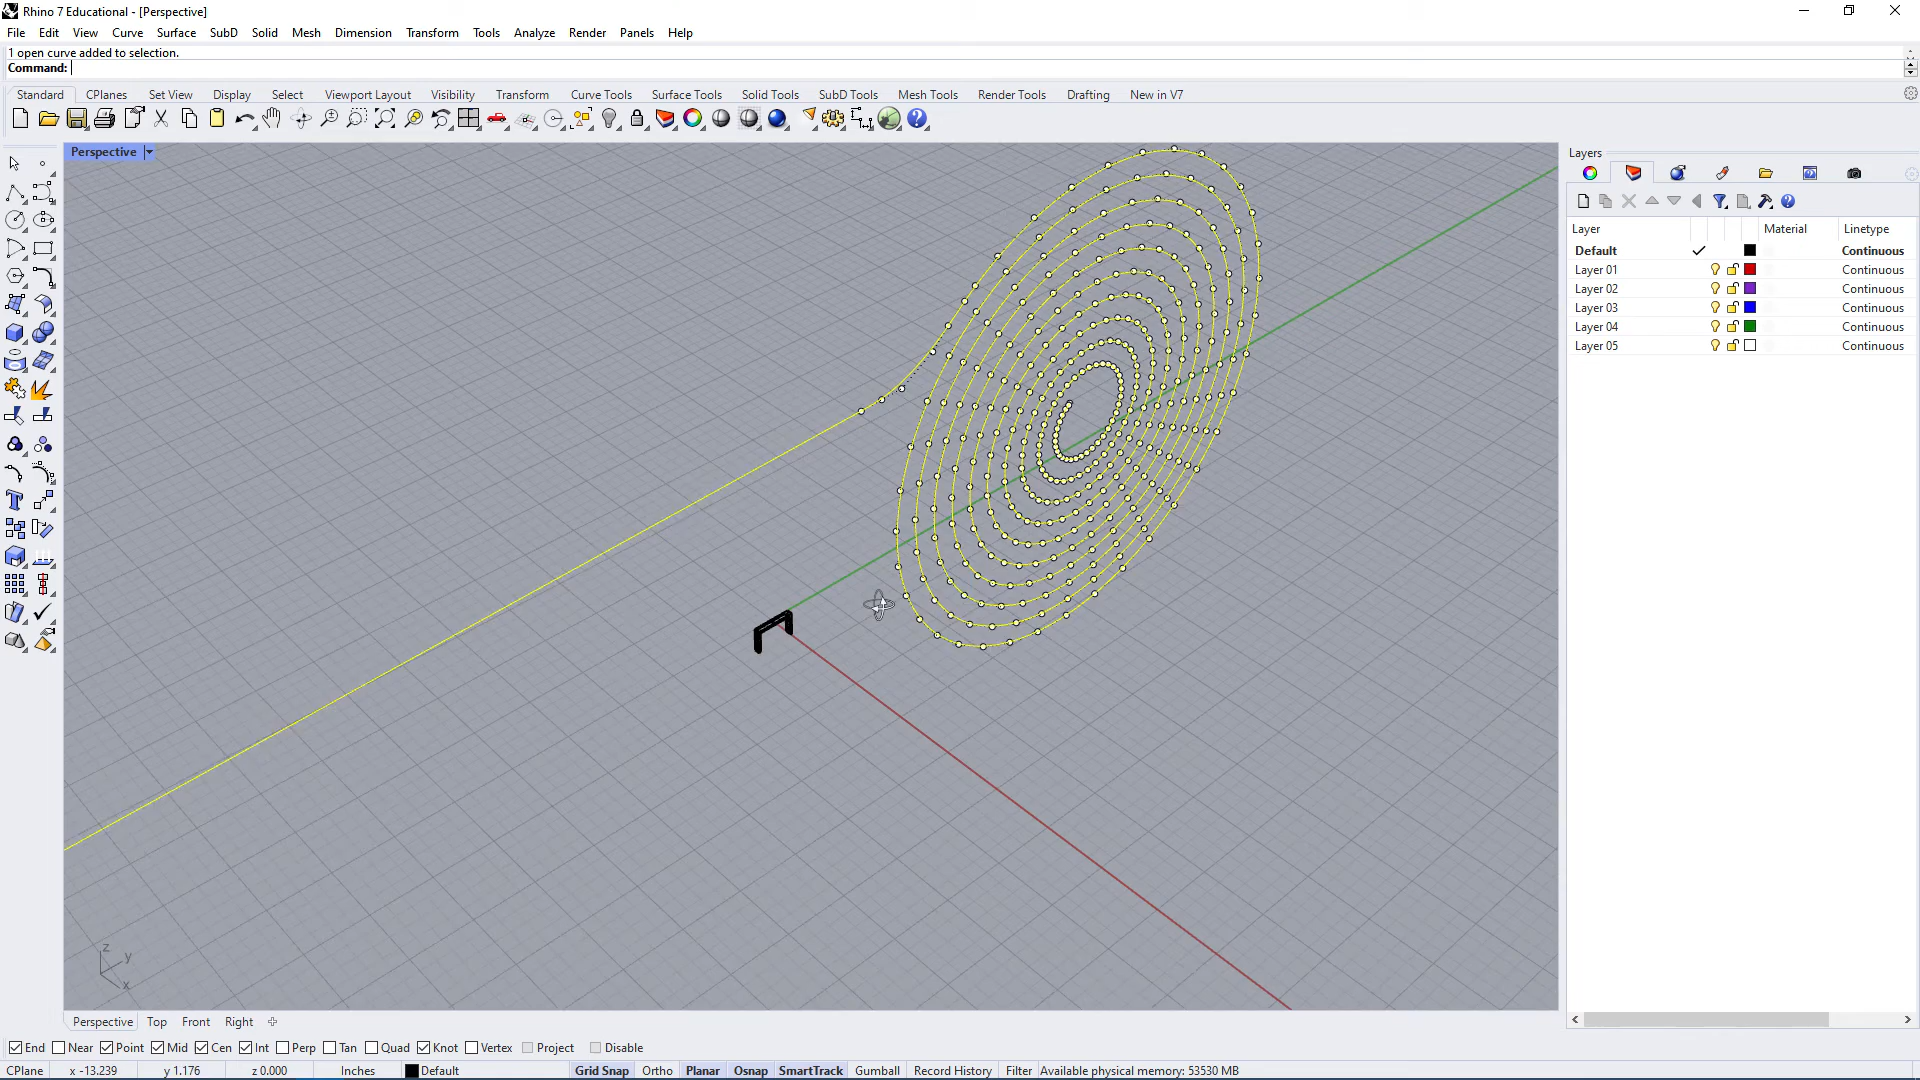 Rhino 7 Educational - [Perspective]
File Edit View Curve Surface SubD Solid Mesh Dimension Transform Tools Analyze Render Panels Help
1 open curve added to selection.
Command:
Standard CPlanes Set View Display Select Viewport Layout Visibility Transform Curve Tools Surface Tools Solid Tools SubD Tools Mesh Tools Render Tools Drafting New in V7
Perspective
Layers
Layer Material Linetype
Default Continuous
Layer 01 Continuous
Layer 02 Continuous
Layer 03 Continuous
Layer 04 Continuous
Layer 05 Continuous
z
y
x
Perspective Top Front Right
End Near Point Mid Cen Int Perp Tan Quad Knot Vertex Project Disable
CPlane x -13.239 y 1.176 z 0.000 Inches Default Grid Snap Ortho Planar Osnap SmartTrack Gumball Record History Filter Available physical memory: 53530 MB